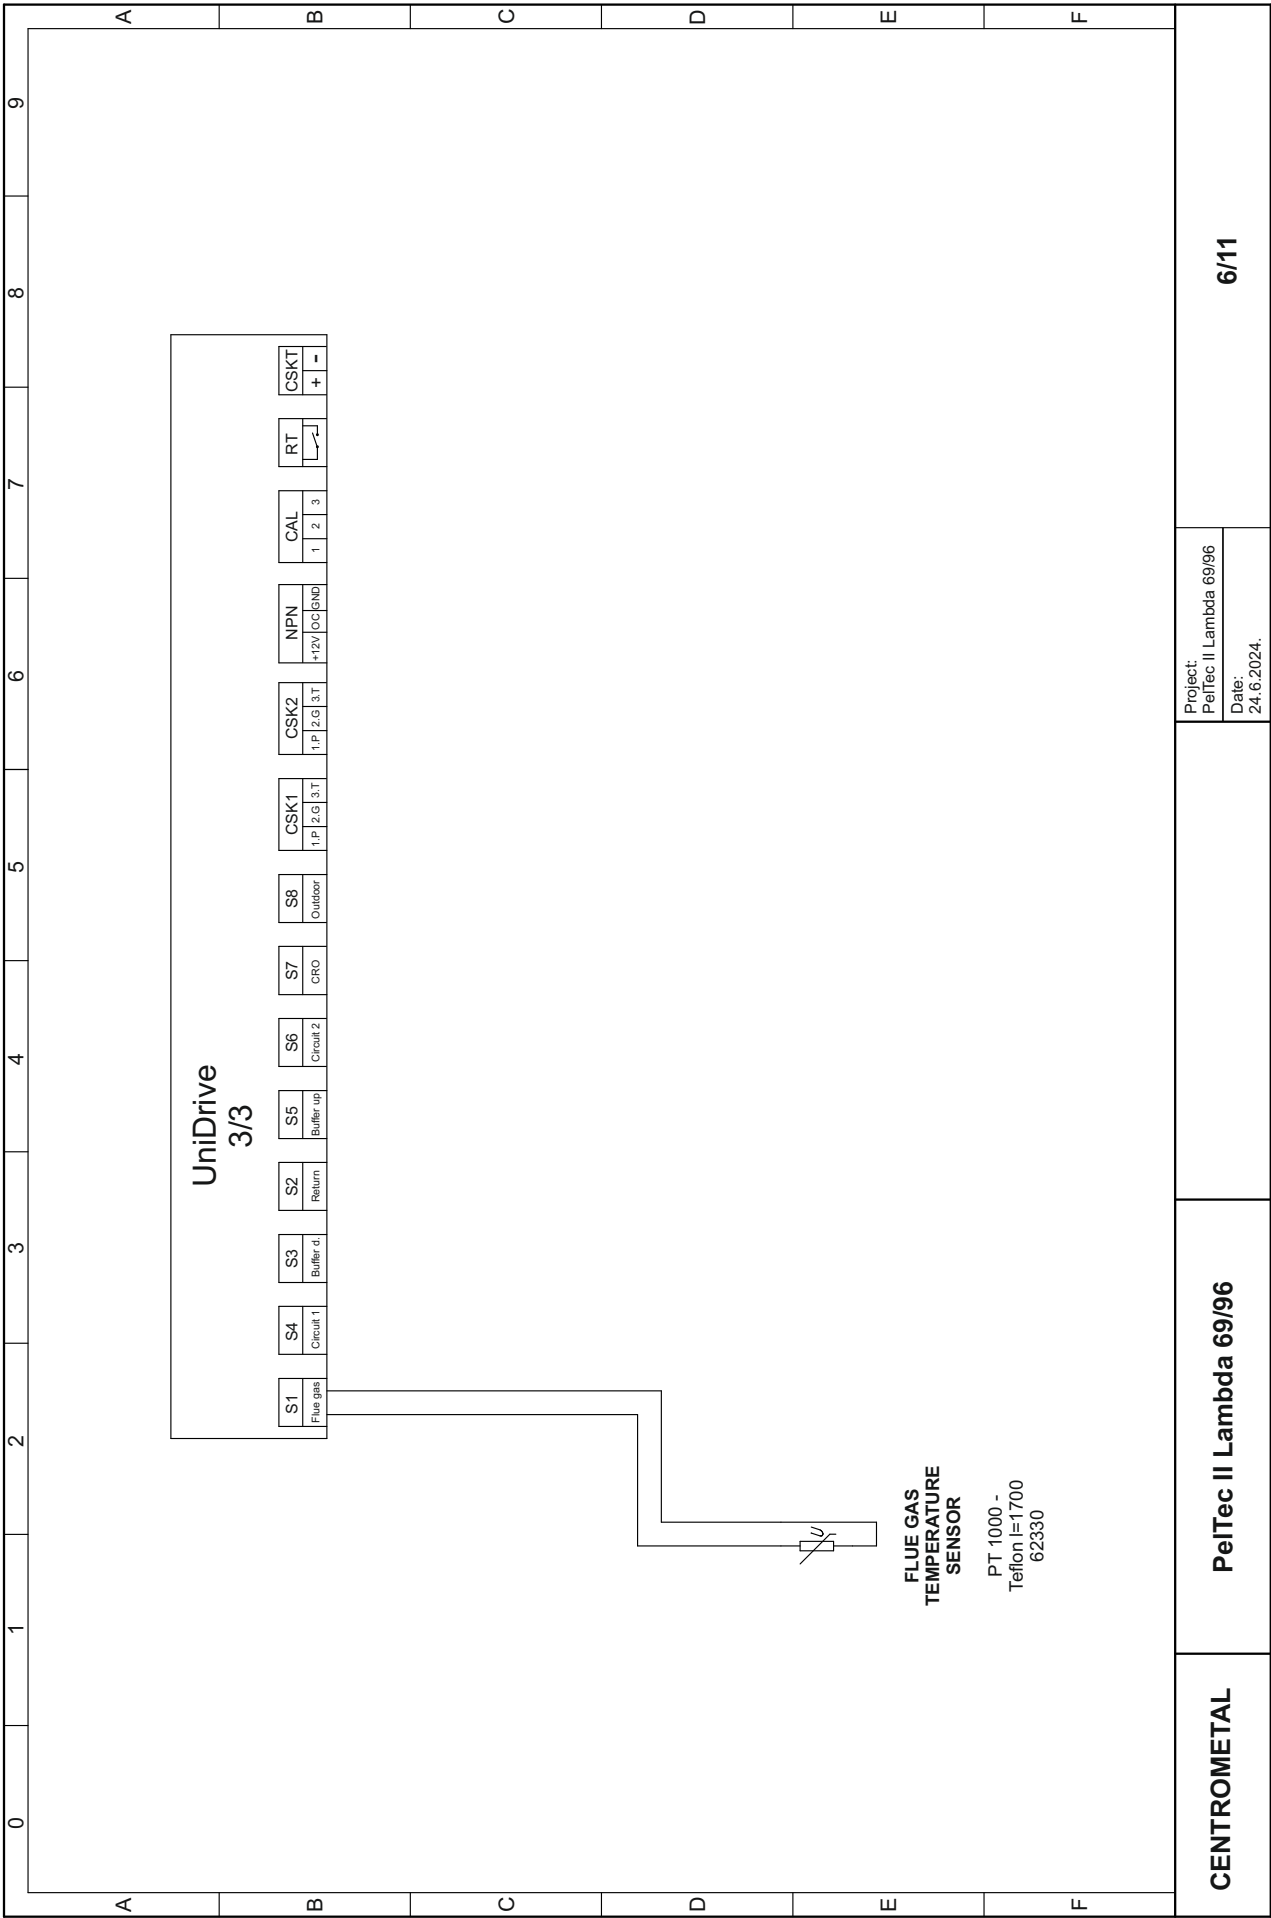 0 1 2 3 4 5 6 7 8 9
A A
B B
C C
D D
E E
F F
UniDrive
3/3
S1 S4 S3 S2 S5 S6 S7 S8 CSK1 CSK2 NPN CAL RT CSKT
Flue gas Circuit 1 Buffer d. Return Buffer up Circuit 2 CRO Outdoor 1.P 2.G 3.T 1.P 2.G 3.T +12V OC GND 1 2 3 + -
U
FLUE GAS
TEMPERATURE
SENSOR
PT 1000 -
Teflon l=1700
62330
CENTROMETAL
PelTec II Lambda 69/96
Project:
PelTec II Lambda 69/96
Date:
24.6.2024.
6/11